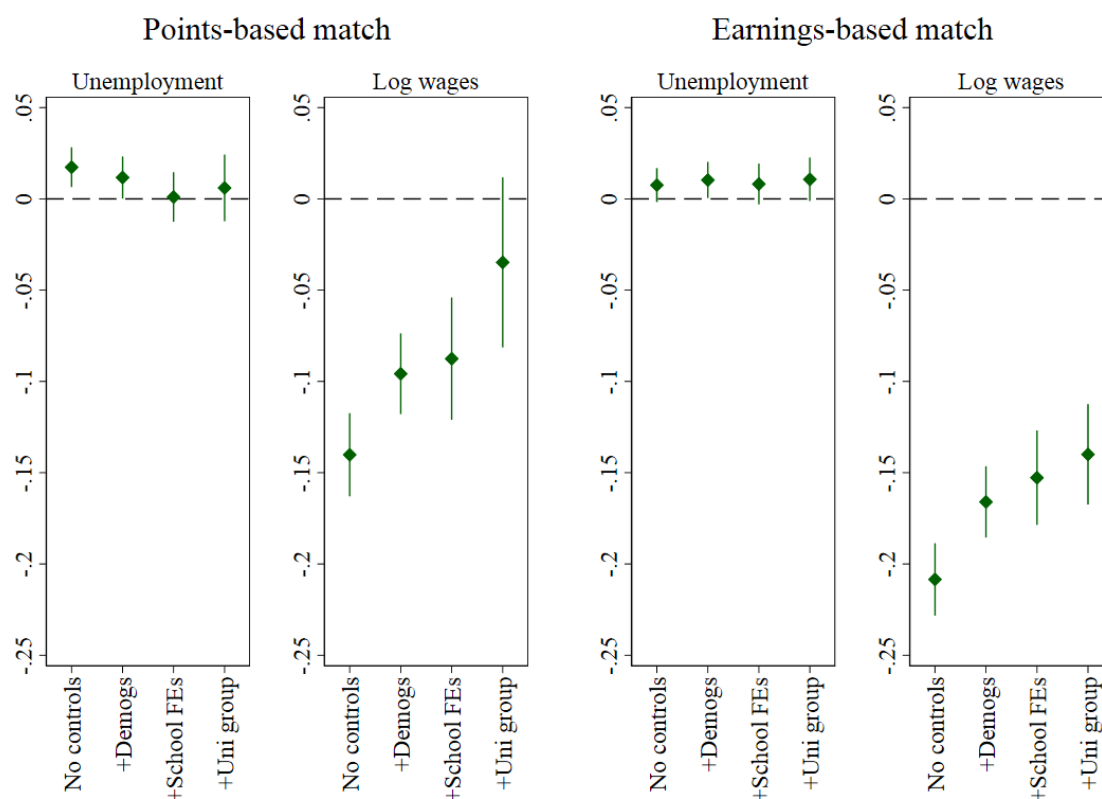 Points-based match
Earnings-based match
Unemployment
Log wages
Unemployment
Log wages
.05
0
-.05
-.1
-.15
-.2
-.25
.05
0
-.05
-.1
-.15
-.2
-.25
.05
0
-.05
-.1
-.15
-.2
-.25
.05
0
-.05
-.1
-.15
-.2
-.25
No controls
+Demogs
+School FEs
+Uni group
No controls
+Demogs
+School FEs
+Uni group
No controls
+Demogs
+School FEs
+Uni group
No controls
+Demogs
+School FEs
+Uni group